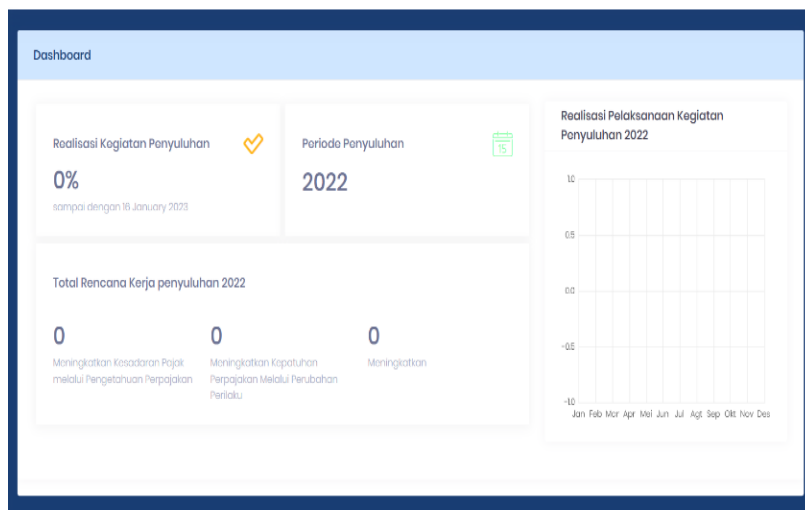 Dashboard
Realisasi Kegiatan Penyuluhan
0%
sampai dengan 16 January 2023
Periode Penyuluhan
15
2022
Total Rencana Kerja penyuluhan 2022
0
Meningkatkan Kesadaran Pajak
melalui Pengetahuan Perpajakan
0
Meningkatkan Kepatuhan
Perpajakan Melalui Perubahan
Perilaku
0
Meningkatkan
Realisasi Pelaksanaan Kegiatan
Penyuluhan 2022
1.0
0.5
0.0
-0.5
-1.0
Jan Feb Mar Apr Mei Jun Jul Agt Sep Okt Nov Des